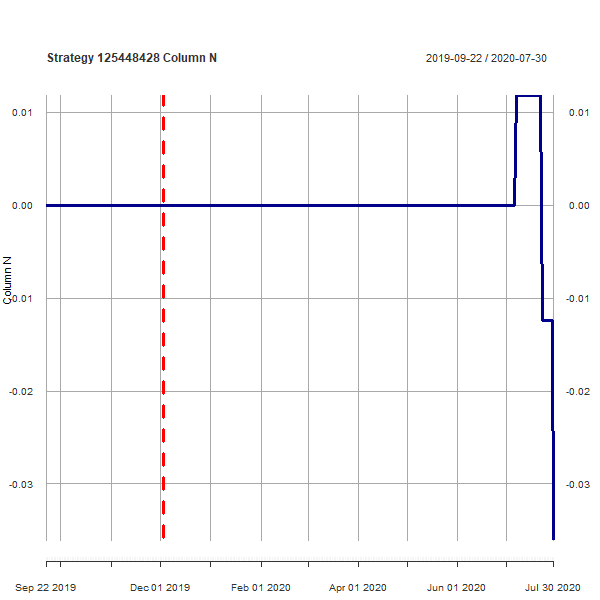 Strategy 125448428 Column N
2019-09-22 / 2020-07-30
0.01
0.01
0.00
0.00
Column N
-0.01
-0.01
-0.02
-0.02
-0.03
-0.03
Sep 22 2019
Dec 01 2019
Feb 01 2020
Apr 01 2020
Jun 01 2020
Jul 30 2020